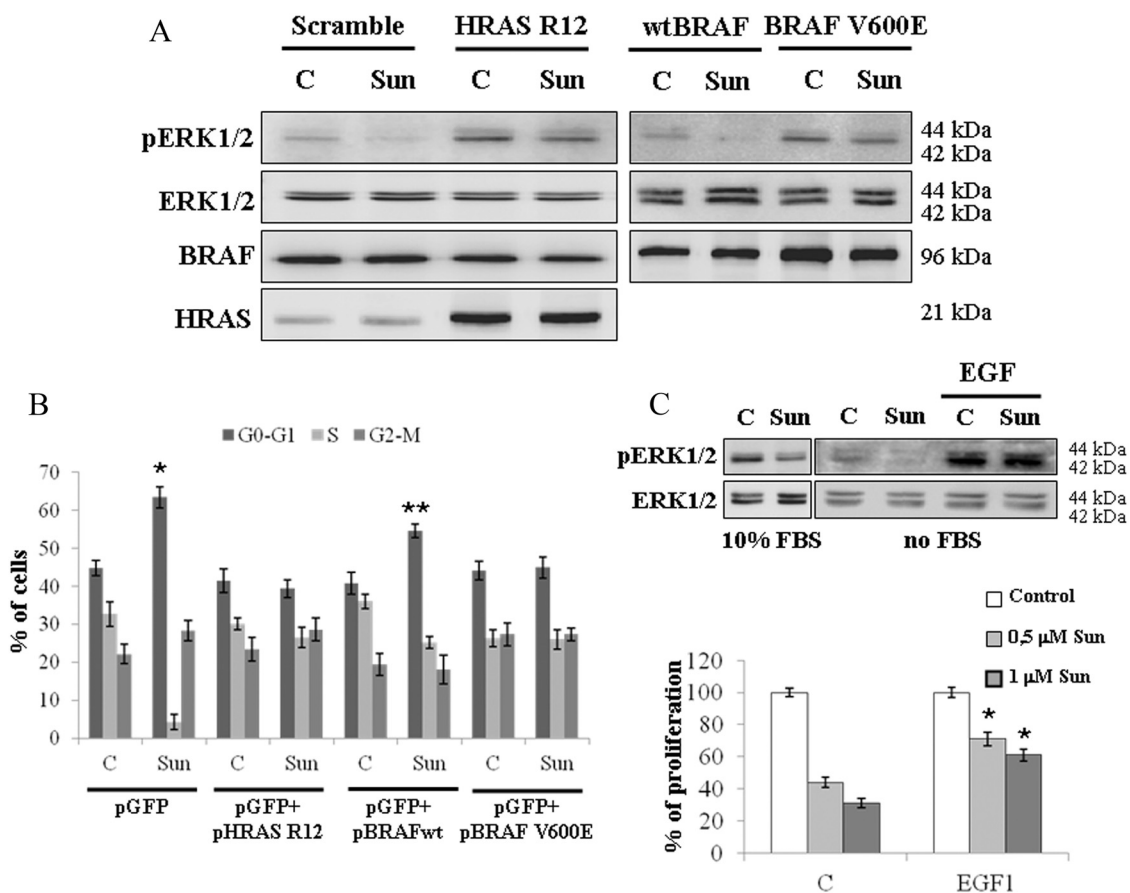 A
Scramble HRAS R12 wtBRAF BRAF V600E
C Sun C Sun C Sun C Sun
pERK1/2 44 kDa
42 kDa
ERK1/2 44 kDa
42 kDa
BRAF 96 kDa
HRAS 21 kDa
B
G0-G1 S G2-M
% of cells
70
60
50
40
30
20
10
0
* **
C Sun C Sun C Sun C Sun
pGFP pGFP+ pGFP+ pGFP+
pHRAS R12 pBRAFwt pBRAF V600E
C
EGF
C Sun C Sun C Sun
pERK1/2 44 kDa
42 kDa
ERK1/2 44 kDa
42 kDa
10% FBS no FBS
Control
0,5 µM Sun
1 µM Sun
% of proliferation
120
100
80
60
40
20
0
* *
C EGF1